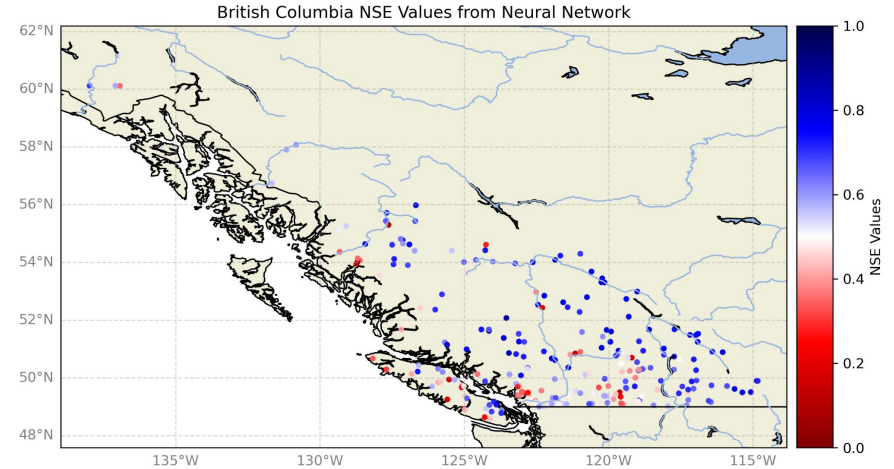 British Columbia NSE Values from Neural Network
62°N
60°N
58°N
56°N
54°N
52°N
50°N
48°N
135°W
130°W
125°W
120°W
115°W
1.0
0.8
0.6
0.4
0.2
0.0
NSE Values